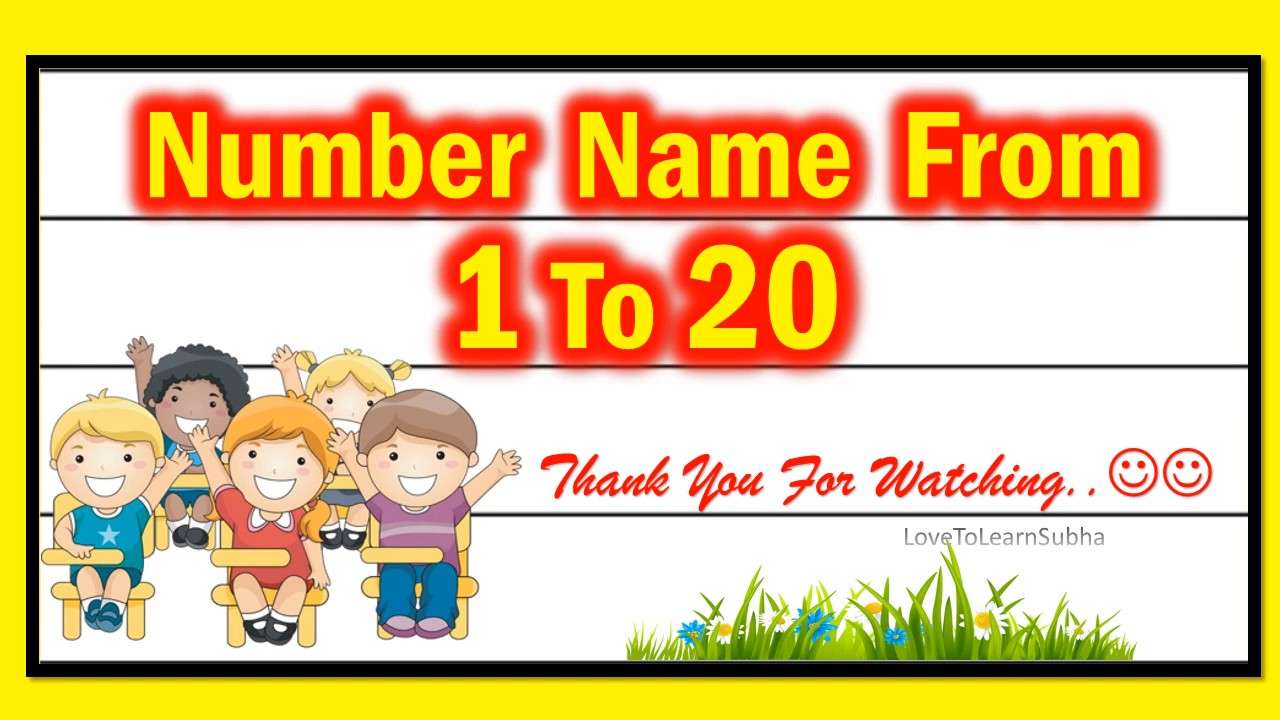 Number Name From
1 To 20
Thank You For Watching..☺☺
LoveToLearnSubha